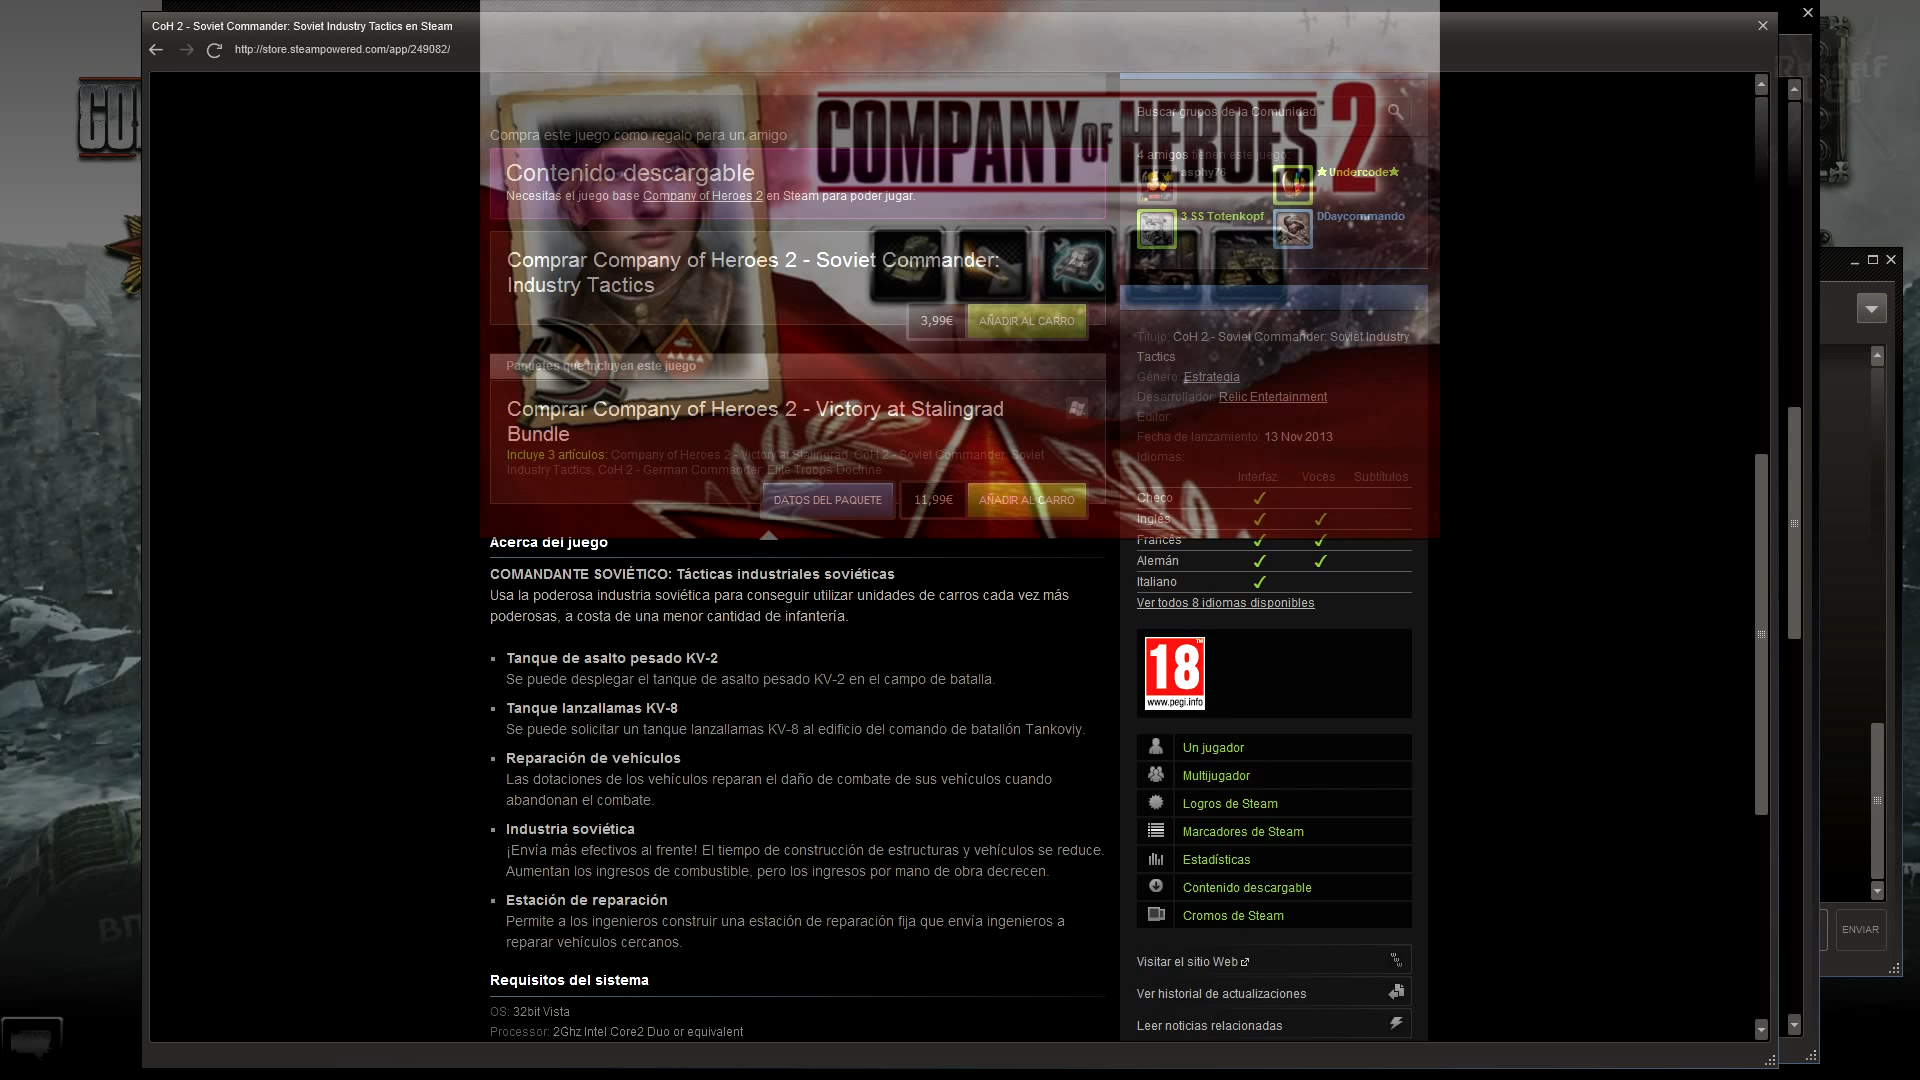 CoH 2 - Soviet Commander: Soviet Industry Tactics en Steam
http://store.steampowered.com/app/249082/
COMPANY OF HEROES 2
Compra este juego como regalo para un amigo
Contenido descargable
Necesitas el juego base Company of Heroes 2 en Steam para poder jugar.
Comprar Company of Heroes 2 - Soviet Commander:
Industry Tactics
3,99€
AÑADIR AL CARRO
Paquetes que incluyen este juego
Comprar Company of Heroes 2 - Victory at Stalingrad
Bundle
Incluye 3 artículos: Company of Heroes 2 - Victory at Stalingrad, CoH 2 - Soviet Commander: Soviet
Industry Tactics, CoH 2 - German Commander: Elite Troops Doctrine
DATOS DEL PAQUETE
11,99€
AÑADIR AL CARRO
Acerca del juego
COMANDANTE SOVIÉTICO: Tácticas industriales soviéticas
Usa la poderosa industria soviética para conseguir utilizar unidades de carros cada vez más
poderosas, a costa de una menor cantidad de infantería.
Tanque de asalto pesado KV-2
Se puede desplegar el tanque de asalto pesado KV-2 en el campo de batalla.
Tanque lanzallamas KV-8
Se puede solicitar un tanque lanzallamas KV-8 al edificio del comando de batallón Tankoviy.
Reparación de vehículos
Las dotaciones de los vehículos reparan el daño de combate de sus vehículos cuando
abandonan el combate.
Industria soviética
¡Envía más efectivos al frente! El tiempo de construcción de estructuras y vehículos se reduce.
Aumentan los ingresos de combustible, pero los ingresos por mano de obra decrecen.
Estación de reparación
Permite a los ingenieros construir una estación de reparación fija que envía ingenieros a
reparar vehículos cercanos.
Requisitos del sistema
OS: 32bit Vista
Processor: 2Ghz Intel Core2 Duo or equivalent
Buscar grupos de la Comunidad
4 amigos tienen este juego:
asphy76
★Undercode★
3 SS Totenkopf
DDaycommando
Título: CoH 2 - Soviet Commander: Soviet Industry
Tactics
Género: Estrategia
Desarrollador: Relic Entertainment
Editor:
Fecha de lanzamiento: 13 Nov 2013
Idiomas:
Interfaz Voces Subtítulos
Checo
Inglés
Francés
Alemán
Italiano
Ver todos 8 idiomas disponibles
18
www.pegi.info
Un jugador
Multijugador
Logros de Steam
Marcadores de Steam
Estadísticas
Contenido descargable
Cromos de Steam
Visitar el sitio Web
Ver historial de actualizaciones
Leer noticias relacionadas
ENVIAR